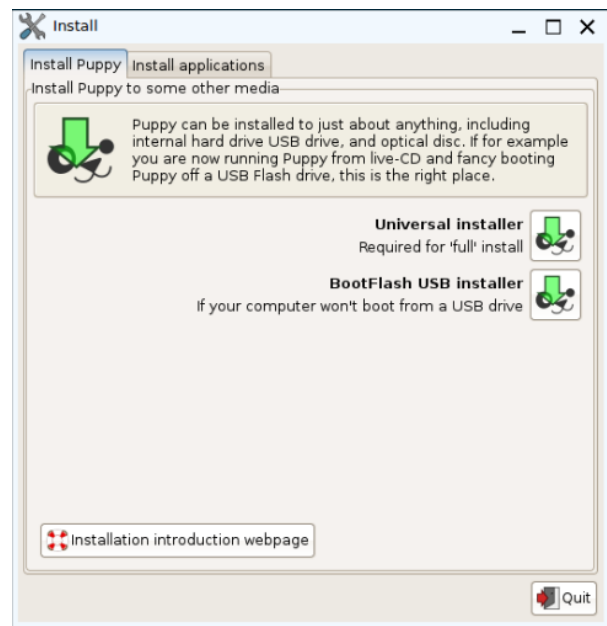 Install
Install Puppy
Install applications
Install Puppy to some other media
Puppy can be installed to just about anything, including
internal hard drive USB drive, and optical disc. If for example
you are now running Puppy from live-CD and fancy booting
Puppy off a USB Flash drive, this is the right place.
Universal installer
Required for 'full' install
BootFlash USB installer
If your computer won't boot from a USB drive
Installation introduction webpage
Quit